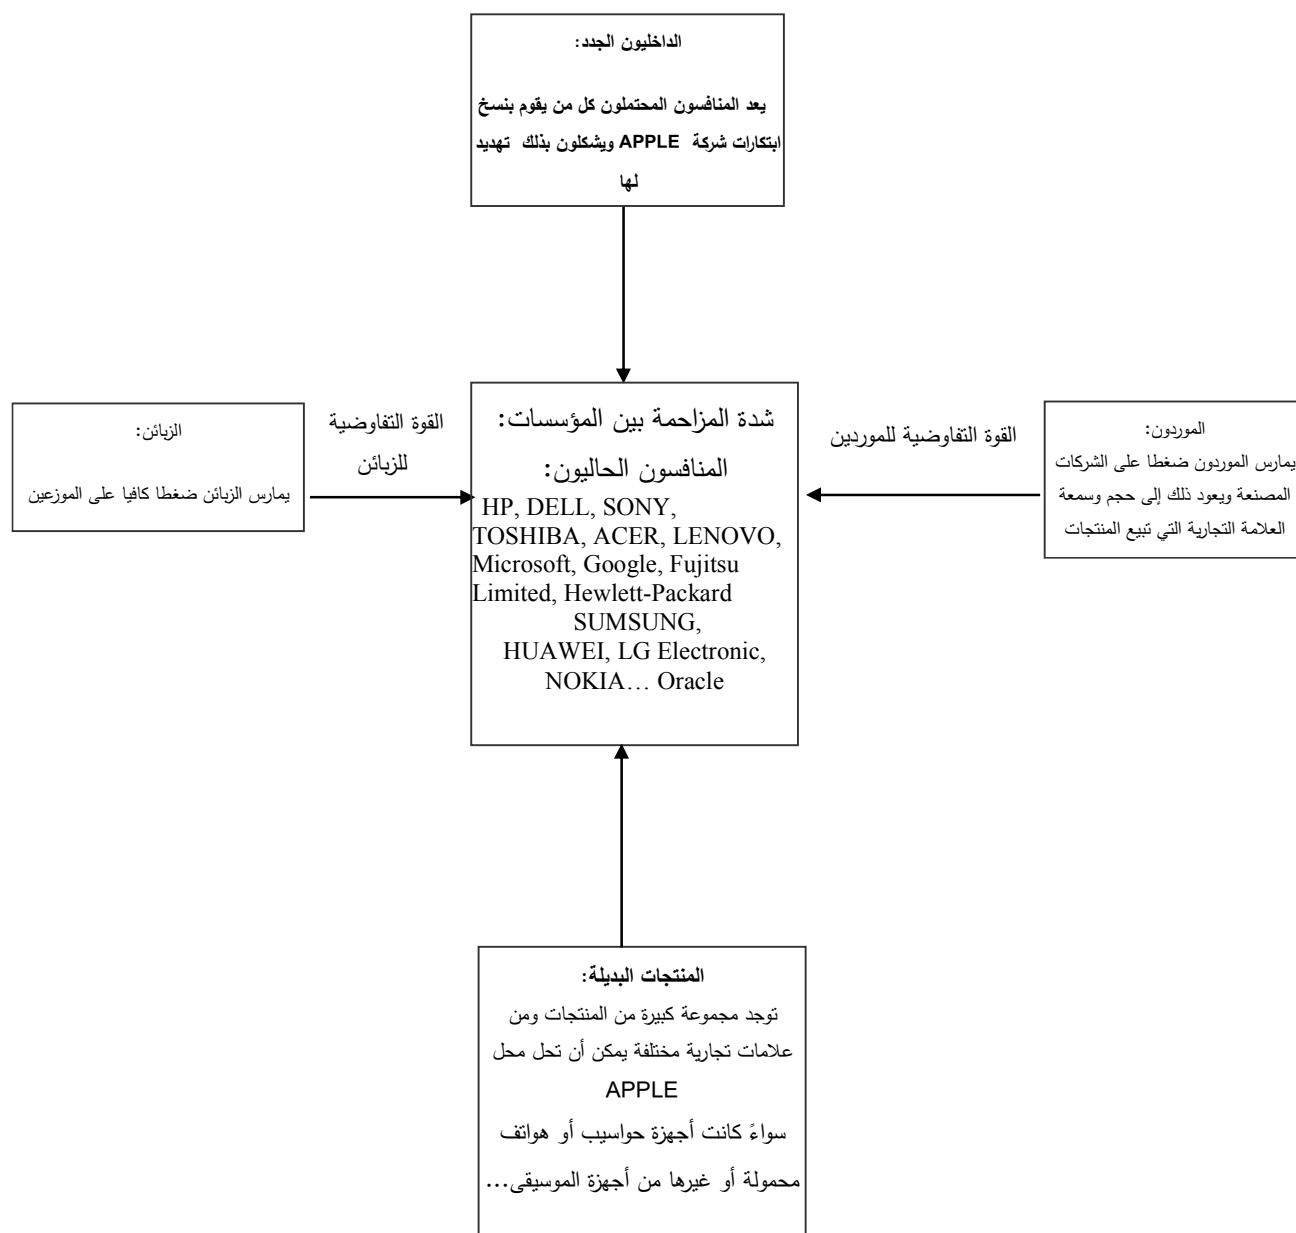 الداخليون الجدد:
يعد المنافسون المحتملون كل من يقوم بنسخ
ابتكارات شركة APPLE ويشكلون بذلك تهديد
لها
القوة التفاوضية
للزبائن
الزبائن:
يمارس الزبائن ضغطا كافيا على الموزعين
شدة المزاحمة بين المؤسسات:
المنافسون الحاليون:
HP, DELL, SONY,
TOSHIBA, ACER, LENOVO,
Microsoft, Google, Fujitsu
Limited, Hewlett-Packard
SUMSUNG,
HUAWEI, LG Electronic,
NOKIA… Oracle
القوة التفاوضية للموردين
الموردون:
يمارس الموردون ضغطا على الشركات
المصنعة ويعود ذلك إلى حجم وسمعة
العلامة التجارية التي تبيع المنتجات
المنتجات البديلة:
توجد مجموعة كبيرة من المنتجات ومن
علامات تجارية مختلفة يمكن أن تحل محل
APPLE
سواءً كانت أجهزة حواسيب أو هواتف
محمولة أو غيرها من أجهزة الموسيقى...